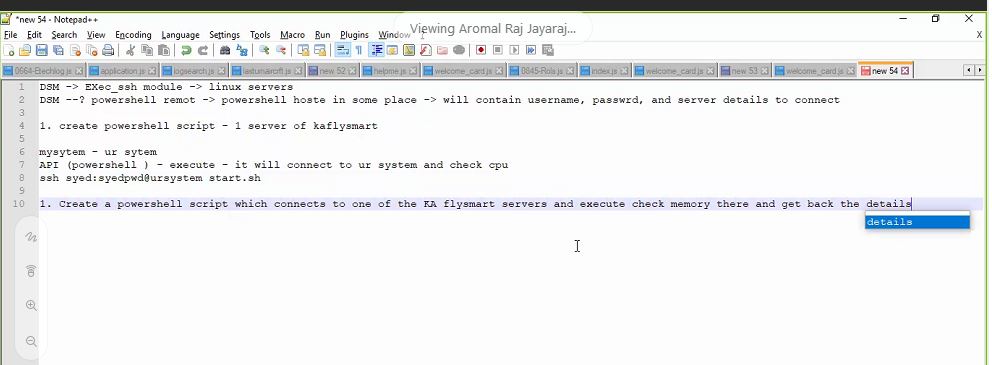 *new 54 - Notepad++
Viewing Aromal Raj Jayaraj...
File Edit Search View Encoding Language Settings Tools Macro Run Plugins Window X
0664-Etechlog.js application.js logsearch.js new 52 helpme.js welcome_card.js 0845-Rols.js index.js welcome_card.js new 53 welcome_card.js new 54
1 DSM -> EXec_ssh module -> linux servers
2 DSM --? powershell remot -> powershell hoste in some place -> will contain username, passwrd, and server details to connect
3
4 1. create powershell script - 1 server of kaflysmart
5
6 mysytem - ur sytem
7 API (powershell ) - execute - it will connect to ur system and check cpu
8 ssh syed:syedpwd@ursystem start.sh
9
10 1. Create a powershell script which connects to one of the KA flysmart servers and execute check memory there and get back the details
details